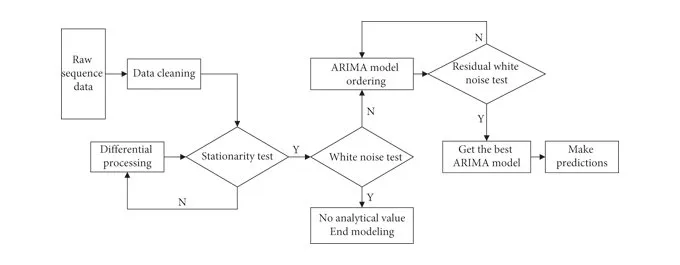 Raw
sequence
data
Data cleaning
Differential
processing
Stationarity test
N
Y
White noise test
Y
No analytical value
End modeling
N
ARIMA model
ordering
Residual white
noise test
N
Y
Get the best
ARIMA model
Make
predictions